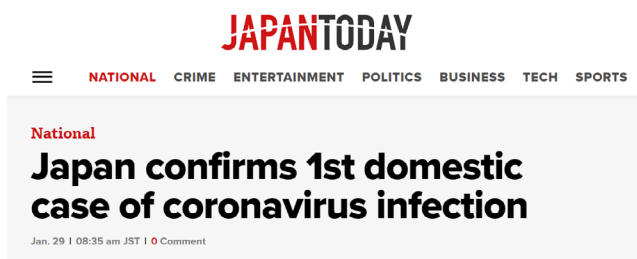 JAPANTODAY
NATIONAL CRIME ENTERTAINMENT POLITICS BUSINESS TECH SPORTS
National
Japan confirms 1st domestic
case of coronavirus infection
Jan. 29 | 08:35 am JST | 0 Comment